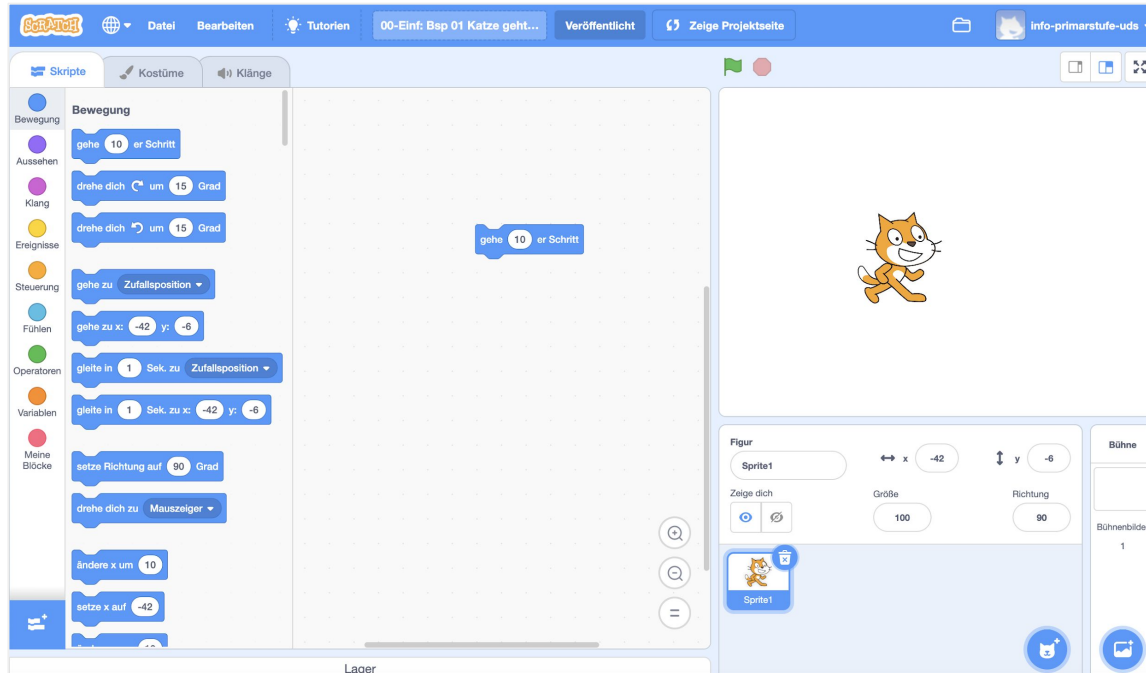 SCRATCH
Datei
Bearbeiten
Tutorien
00-Einf: Bsp 01 Katze geht...
Veröffentlicht
Zeige Projektseite
info-primarstufe-uds
Skripte
Kostüme
Klänge
Bewegung
Aussehen
Klang
Ereignisse
Steuerung
Fühlen
Operatoren
Variablen
Meine
Blöcke
Bewegung
gehe 10 er Schritt
drehe dich um 15 Grad
drehe dich um 15 Grad
gehe zu Zufallsposition
gehe zu x: -42 y: -6
gleite in 1 Sek. zu Zufallsposition
gleite in 1 Sek. zu x: -42 y: -6
setze Richtung auf 90 Grad
drehe dich zu Mauszeiger
ändere x um 10
setze x auf -42
gehe 10 er Schritt
Lager
Figur
Sprite1
x -42
y -6
Zeige dich
Größe
100
Richtung
90
Sprite1
Bühne
Bühnenbilde
1